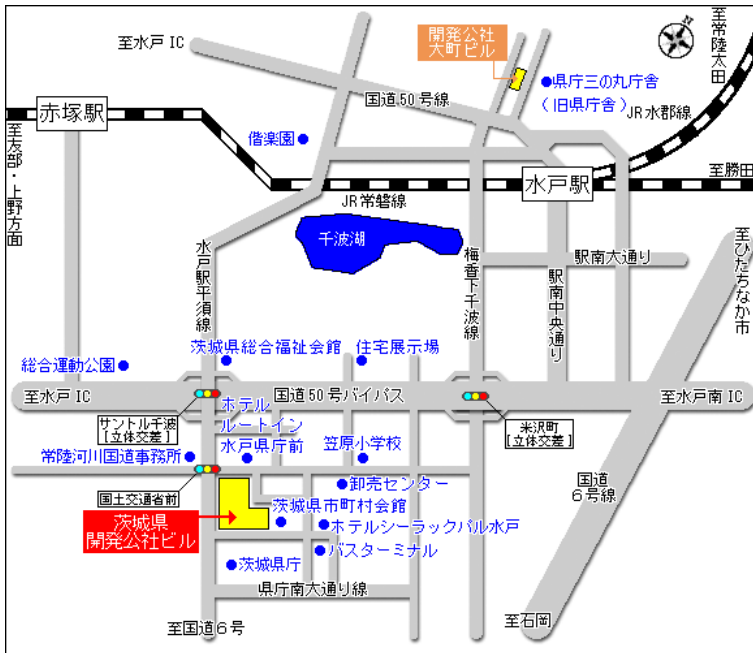 開発公社
大町ビル
N
至常陸太田
至水戸IC
国道50号線
県庁三の丸庁舎
(旧県庁舎)
JR水郡線
赤塚駅
偕楽園
至友部・上野方面
水戸駅
至勝田
JR常磐線
千波湖
水戸駅平須線
梅香下千波線
駅南大通り
駅南中央通り
至ひたちなか市
茨城県総合福祉会館
住宅展示場
総合運動公園
至水戸IC
国道50号バイパス
至水戸南IC
サントル千波
[立体交差]
ホテル
ルートイン
水戸県庁前
米沢町
[立体交差]
常陸河川国道事務所
笠原小学校
国道6号線
卸売センター
国土交通省前
茨城県市町村会館
茨城県
開発公社ビル
ホテルシーラックパル水戸
バスターミナル
茨城県庁
県庁南大通り線
至国道6号
至石岡